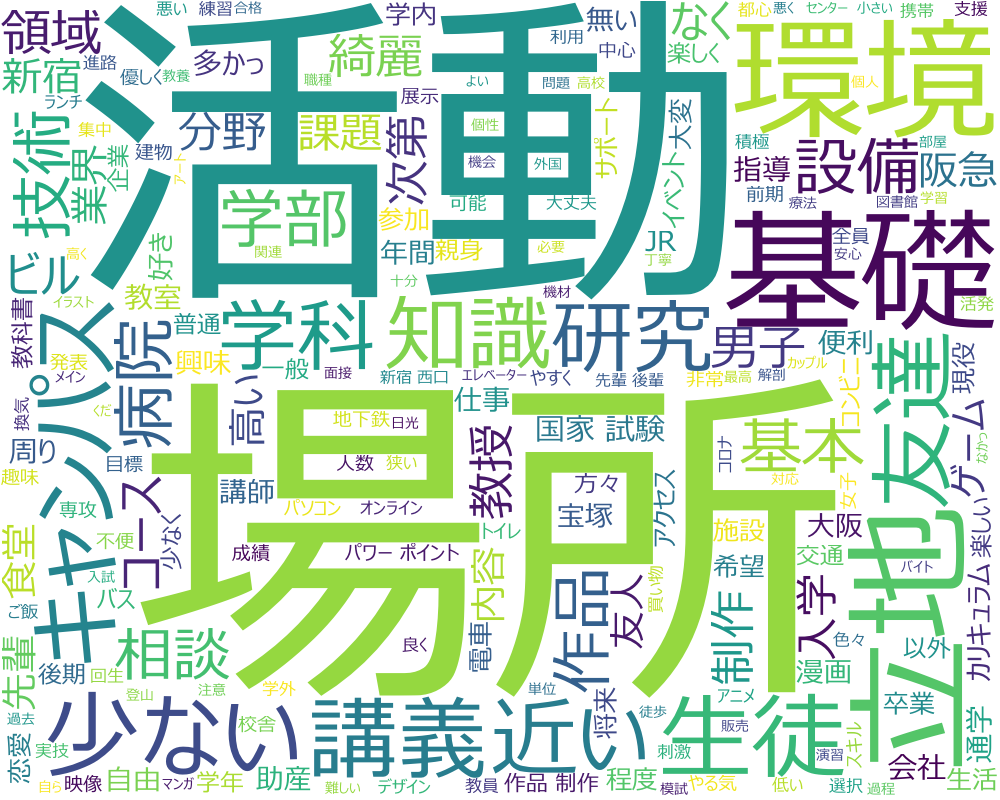 悪い
練習
合格
学内
無い
利用
なく
都心
悪く
センター
小さい
携帯
支援
領域
進路
活動
綺麗
中心
楽しく
環境
新宿
優しく
教養
多かっ
職種
展示
よい
問題
高校
個人
ランチ
分野
課題
次第
個性
サポート
大変
積極
設備
部屋
技術
集中
建物
機会
外国
指導
阪急
業界
企業
アート
学部
参加
可能
大丈夫
イベント
前期
療法
図書館
学習
ビル
好き
高く
関連
年間
親身
必要
JR
丁寧
全員
安心
基礎
教科書
イラスト
教室
十分
機材
活発
キャンパス
発表
病院
普通
学科
知識
研究
男子
便利
メイン
興味
一般
面接
新宿 西口
エレベーター
やすく
先輩 後輩
非常
最高
解剖
カップル
コンビニ
現役
友達
換気
くだ
高い
地下鉄
日光
仕事
国家 試験
基本
ゲーム
なかっ
周り
目標
場所
人数
狭い
教授
方々
アクセス
コロナ
対応
女子
趣味
専攻
コース
少なく
講師
パソコン
オンライン
トイレ
宝塚
施設
大阪
楽しい
食堂
不便
成績
パワー ポイント
内容
作品
友人
買い物
希望
交通
入学
カリキュラム
立地
バイト
入試
ご飯
バス
相談
良く
電車
制作
色々
以外
先輩
後期
回生
漫画
登山
注意
学外
単位
将来
徒歩
アニメ
卒業
通学
過去
恋愛
少ない
校舎
講義
近い
刺激
生徒
販売
演習
スキル
会社
実技
自ら
映像
自由
マンガ
学年
助産
難しい
デザイン
教員
作品 制作
程度
模試
やる気
低い
選択
過程
生活